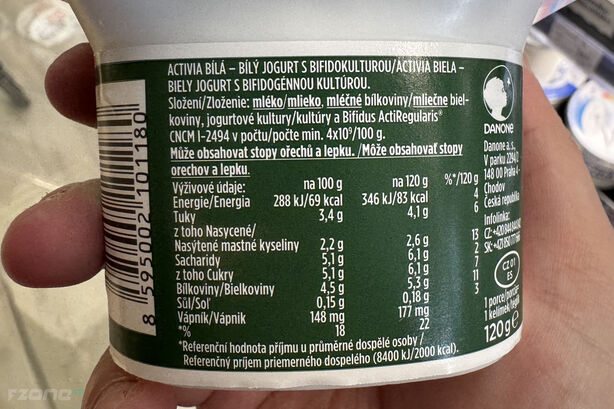 ACTIVIA BÍLÁ – BÍLÝ JOGURT S BIFIDOKULTUROU/ACTIVIA BIELA –
BIELY JOGURT S BIFIDOGÉNNOU KULTÚROU.
Složení/Zloženie: mléko/mlieko, mléčné bílkoviny/mliečne biel-
koviny, jogurtové kultury/kultúry a Bifidus ActiRegularis®
CNCM I-2494 v počtu/počte min. 4x10⁹/100 g.
Může obsahovat stopy ořechů a lepku. /Môže obsahovať stopy
orechov a lepku.
Výživové údaje: na 100 g na 120 g %*/120 g
Energie/Energia 288 kJ/69 kcal 346 kJ/83 kcal 4
Tuky 3,4 g 4,1 g 6
z toho Nasycené/
Nasýtené mastné kyseliny 2,2 g 2,6 g 13
Sacharidy 5,1 g 6,1 g 2
z toho Cukry 5,1 g 6,1 g 7
Bílkoviny/Bielkoviny 4,5 g 5,3 g 11
Sůl/Soľ 0,15 g 0,18 g 3
Vápník/Vápnik 148 mg 177 mg
*% 18 22
*Referenční hodnota příjmu u průměrné dospělé osoby /
Referenčný príjem priemerného dospelého (8400 kJ/2000 kcal).
8 595002 101180
DANONE
Danone a. s.,
V parku 2294/2
148 00 Praha 4 -
Chodov
Česká republika
Infolinka:
CZ 01
ES
1 porce/porcia=
1 kelímek/téglik
120 g e
FZONE